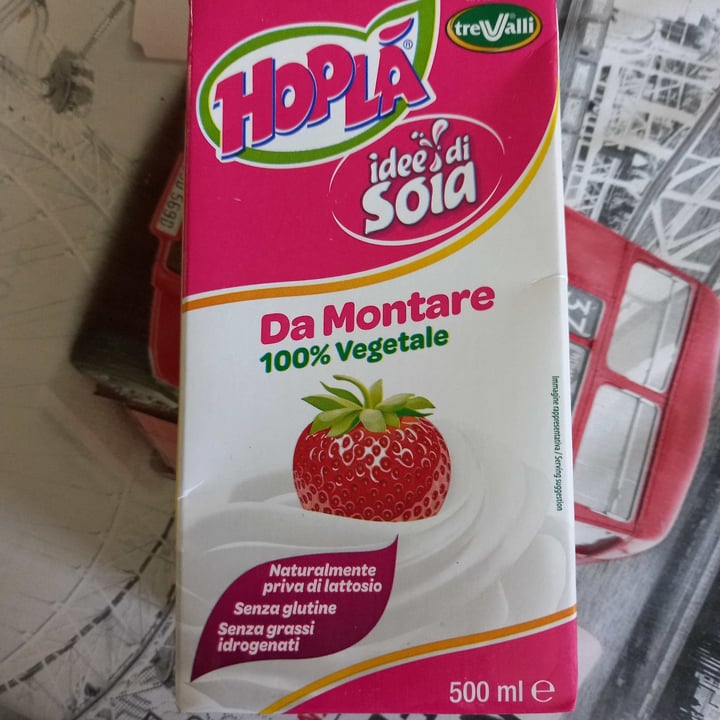 treValli®
HOPLÀ®
idee di
soia
Da Montare
100% Vegetale
Immagine rappresentativa / Serving suggestion
Naturalmente
priva di lattosio
Senza glutine
Senza grassi
idrogenati
500 ml ℮
37